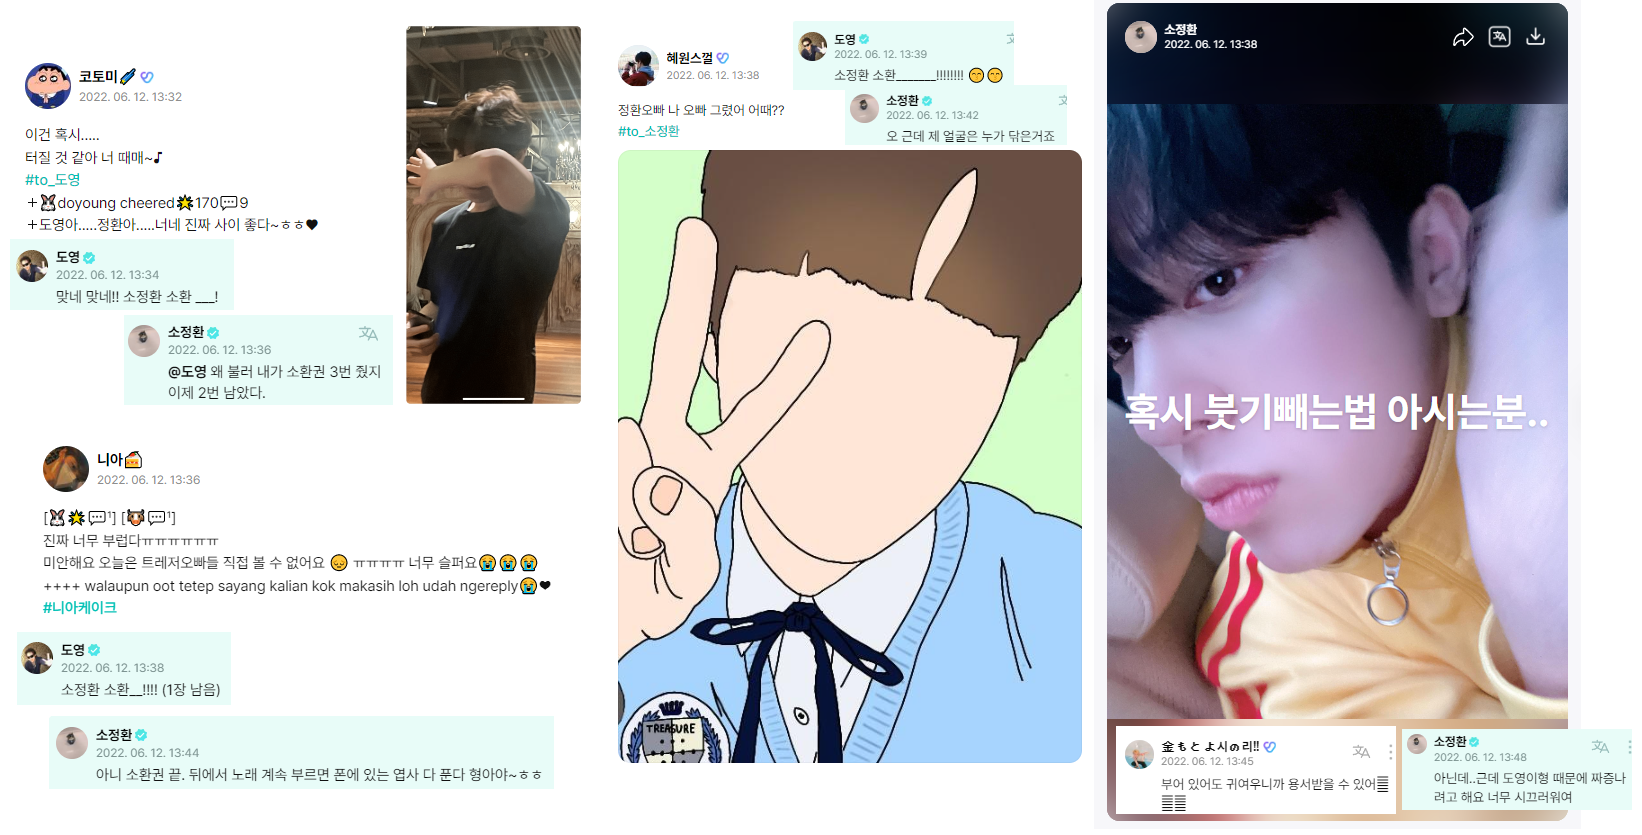 코토미
2022. 06. 12. 13:32
이건 혹시.....
터질 것 같아 너 때매~♪
#to_도영
+🐰doyoung cheered🌟170💬9
+도영아.....정환아.....너네 진짜 사이 좋다~ㅎㅎ♥
도영
2022. 06. 12. 13:34
맞네 맞네!! 소정환 소환 ___!
소정환
2022. 06. 12. 13:36
@도영 왜 불러 내가 소환권 3번 줬지
이제 2번 남았다.
니아🍰
2022. 06. 12. 13:36
[🐰🌟💬¹] [🐮💬¹]
진짜 너무 부럽다ㅠㅠㅠㅠㅠㅠ
미안해요 오늘은 트레저오빠들 직접 볼 수 없어요 😔 ㅠㅠㅠㅠ 너무 슬퍼요😭😭😭
++++ walaupun oot tetep sayang kalian kok makasih loh udah ngereply😭♥
#니아케이크
도영
2022. 06. 12. 13:38
소정환 소환__!!!! (1장 남음)
소정환
2022. 06. 12. 13:44
아니 소환권 끝. 뒤에서 노래 계속 부르면 폰에 있는 엽사 다 푼다 형아야~ㅎㅎ
혜원스껄
2022. 06. 12. 13:38
정환오빠 나 오빠 그렸어 어때??
#to_소정환
도영
2022. 06. 12. 13:39
소정환 소환_______!!!!!!!! 😁😁
소정환
2022. 06. 12. 13:42
오 근데 제 얼굴은 누가 닦은거죠
TREASURE
소정환
2022. 06. 12. 13:38
혹시 붓기빼는법 아시는분..
金もとよ시の리!!
2022. 06. 12. 13:45
부어 있어도 귀여우니까 용서받을 수 있어
소정환
2022. 06. 12. 13:48
아닌데..근데 도영이형 때문에 짜증나
려고 해요 너무 시끄러워여